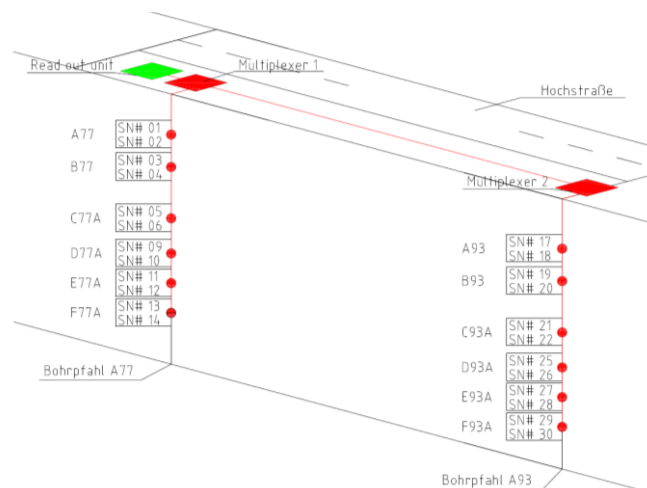 Read out unit
Multiplexer 1
Hochstraße
A77
SN# 01
SN# 02
B77
SN# 03
SN# 04
C77A
SN# 05
SN# 06
D77A
SN# 09
SN# 10
E77A
SN# 11
SN# 12
F77A
SN# 13
SN# 14
Bohrpfahl A77
Multiplexer 2
A93
SN# 17
SN# 18
B93
SN# 19
SN# 20
C93A
SN# 21
SN# 22
D93A
SN# 25
SN# 26
E93A
SN# 27
SN# 28
F93A
SN# 29
SN# 30
Bohrpfahl A93